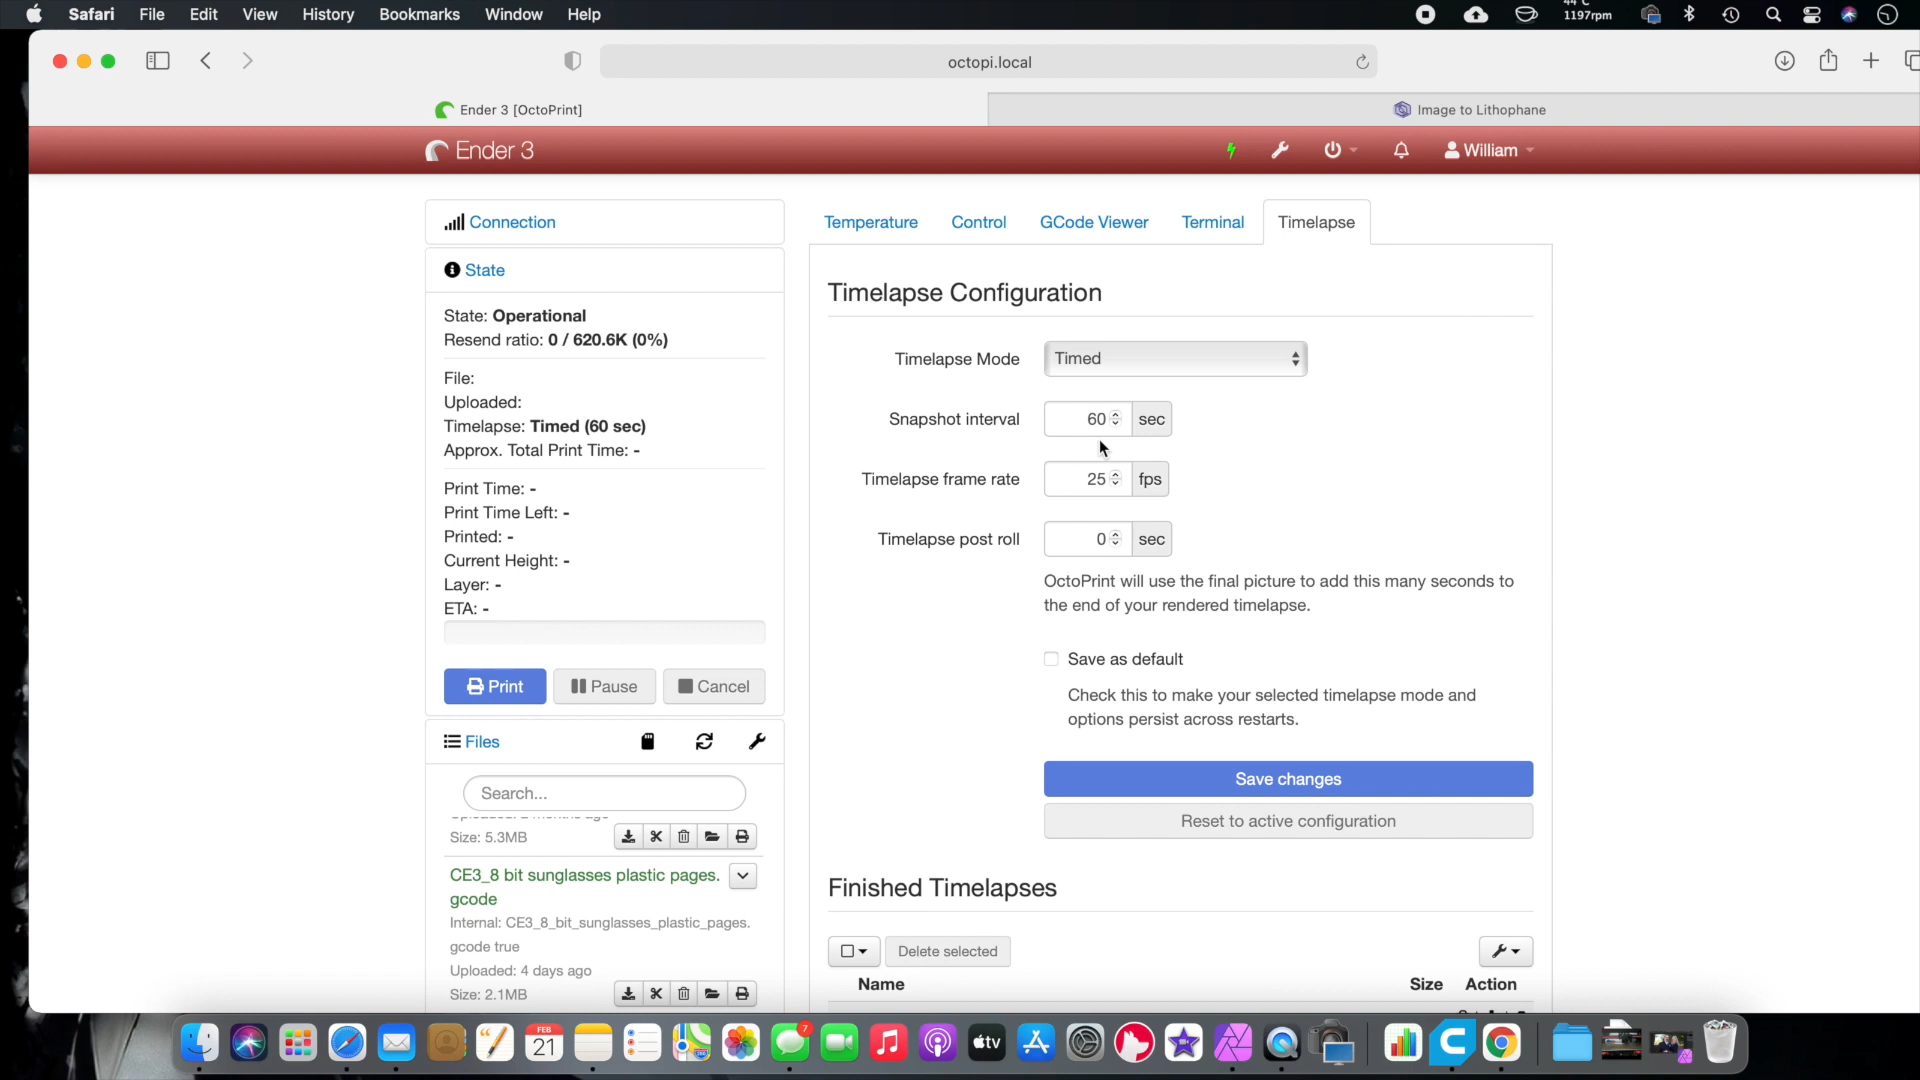 Safari File Edit View History Bookmarks Window Help
1197rpm
octopi.local
Ender 3 [OctoPrint]
Image to Lithophane
Ender 3
William
Connection
State
State: Operational
Resend ratio: 0 / 620.6K (0%)
File:
Uploaded:
Timelapse: Timed (60 sec)
Approx. Total Print Time: -
Print Time: -
Print Time Left: -
Printed: -
Current Height: -
Layer: -
ETA: -
Print
Pause
Cancel
Files
Search...
Size: 5.3MB
CE3_8 bit sunglasses plastic pages.
gcode
Internal: CE3_8_bit_sunglasses_plastic_pages.
gcode true
Uploaded: 4 days ago
Size: 2.1MB
Temperature
Control
GCode Viewer
Terminal
Timelapse
Timelapse Configuration
Timelapse Mode
Timed
Snapshot interval
60
sec
Timelapse frame rate
25
fps
Timelapse post roll
0
sec
OctoPrint will use the final picture to add this many seconds to
the end of your rendered timelapse.
Save as default
Check this to make your selected timelapse mode and
options persist across restarts.
Save changes
Reset to active configuration
Finished Timelapses
Delete selected
Name
Size
Action
FEB
21
7
tv